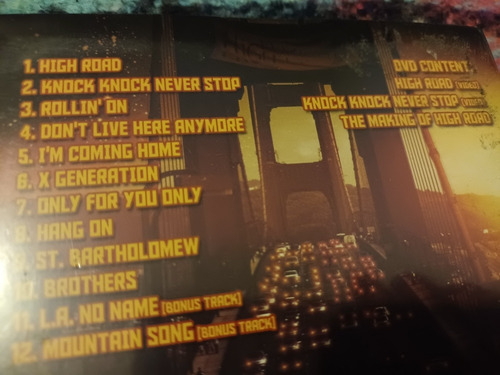 1. HIGH ROAD
2. KNOCK KNOCK NEVER STOP
3. ROLLIN' ON
4. DON'T LIVE HERE ANYMORE
5. I'M COMING HOME
6. X GENERATION
7. ONLY FOR YOU ONLY
8. HANG ON
9. ST. BARTHOLOMEW
10. BROTHERS
11. L.A. NO NAME [BONUS TRACK]
12. MOUNTAIN SONG [BONUS TRACK]
DVD CONTENT
HIGH ROAD [VIDEO]
KNOCK KNOCK NEVER STOP [VIDEO]
THE MAKING OF HIGH ROAD